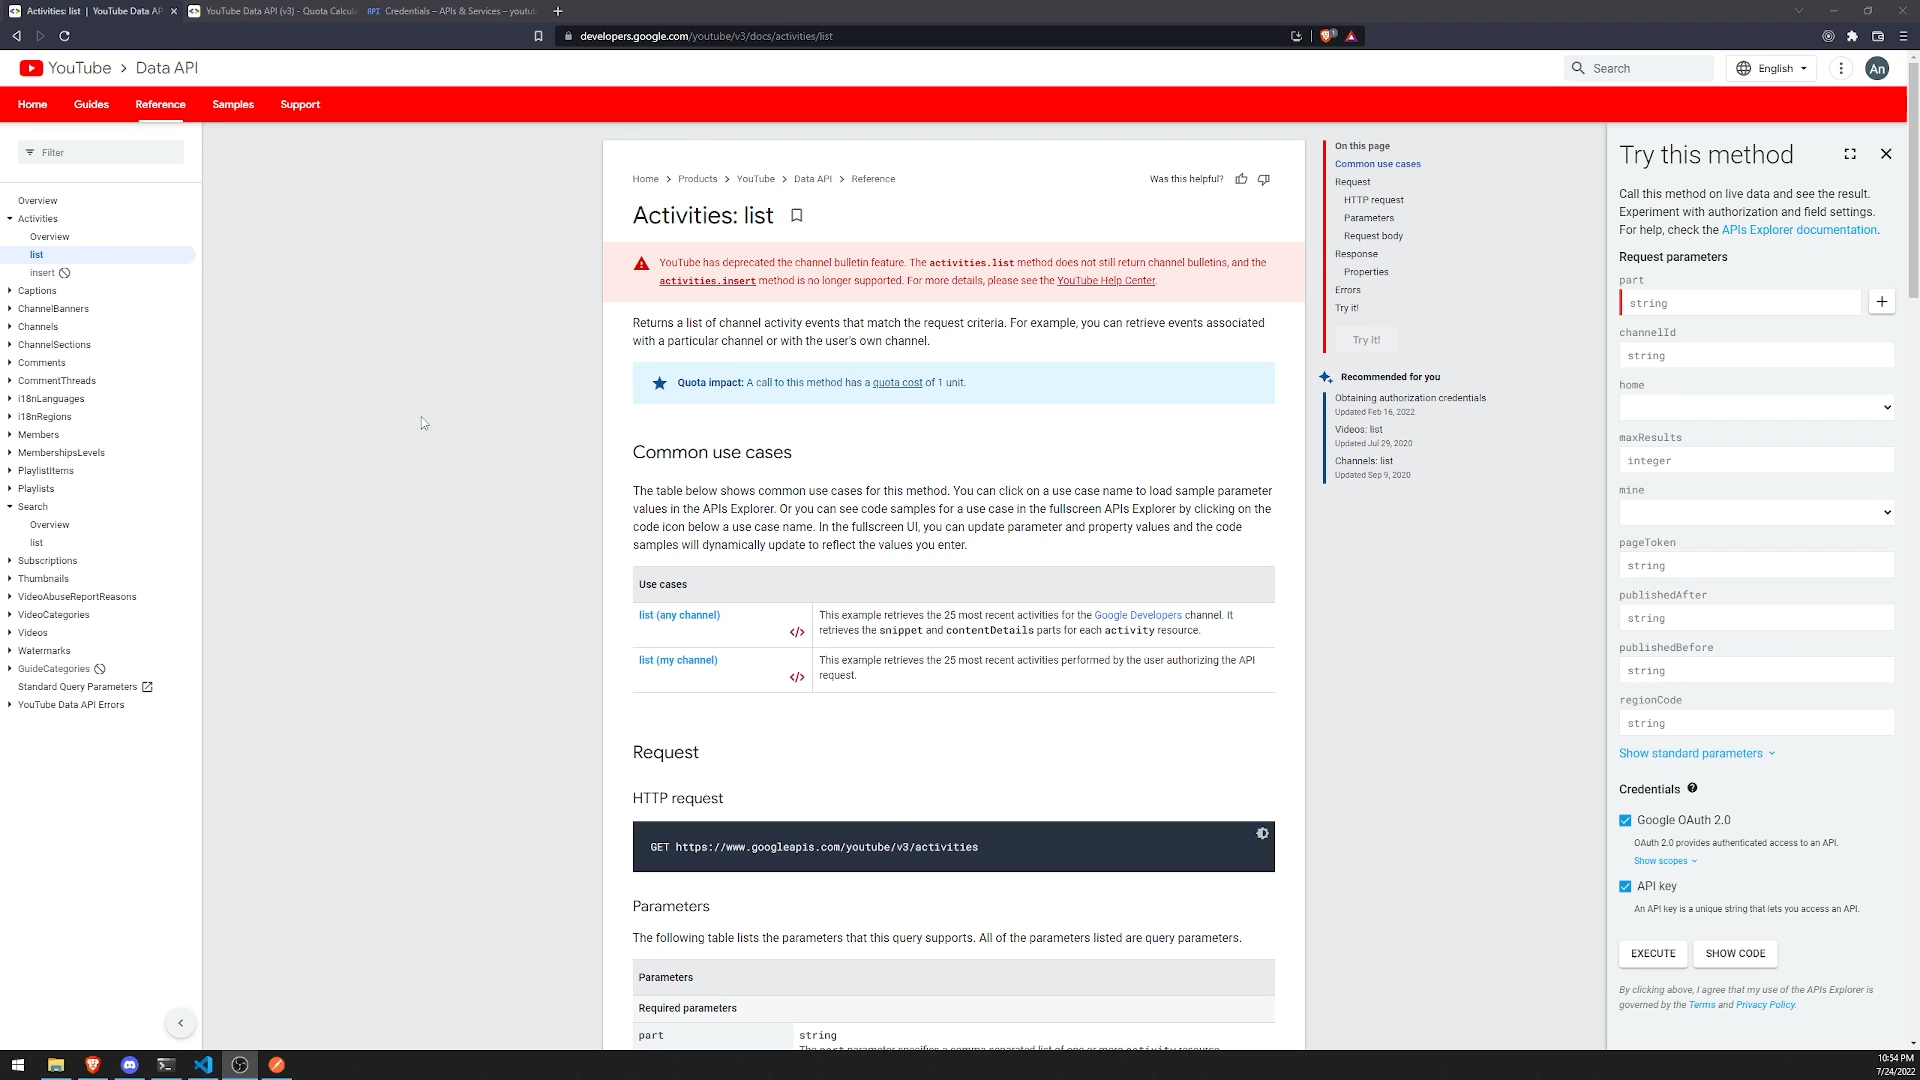 Activities: list | YouTube Data AP
YouTube Data API (v3) - Quota Calcula
API Credentials – APIs & Services – youtub
developers.google.com/youtube/v3/docs/activities/list
YouTube > Data API
Search
English
An
Home Guides Reference Samples Support
Filter
Overview
Activities
Overview
list
insert
Captions
ChannelBanners
Channels
ChannelSections
Comments
CommentThreads
i18nLanguages
i18nRegions
Members
MembershipsLevels
PlaylistItems
Playlists
Search
Overview
list
Subscriptions
Thumbnails
VideoAbuseReportReasons
VideoCategories
Videos
Watermarks
GuideCategories
Standard Query Parameters
YouTube Data API Errors
Home > Products > YouTube > Data API > Reference
Was this helpful?
Activities: list
YouTube has deprecated the channel bulletin feature. The activities.list method does not still return channel bulletins, and the
activities.insert method is no longer supported. For more details, please see the YouTube Help Center.
Returns a list of channel activity events that match the request criteria. For example, you can retrieve events associated
with a particular channel or with the user's own channel.
Quota impact: A call to this method has a quota cost of 1 unit.
Common use cases
The table below shows common use cases for this method. You can click on a use case name to load sample parameter
values in the APIs Explorer. Or you can see code samples for a use case in the fullscreen APIs Explorer by clicking on the
code icon below a use case name. In the fullscreen UI, you can update parameter and property values and the code
samples will dynamically update to reflect the values you enter.
Use cases
list (any channel)
This example retrieves the 25 most recent activities for the Google Developers channel. It
retrieves the snippet and contentDetails parts for each activity resource.
list (my channel)
This example retrieves the 25 most recent activities performed by the user authorizing the API
request.
Request
HTTP request
GET https://www.googleapis.com/youtube/v3/activities
Parameters
The following table lists the parameters that this query supports. All of the parameters listed are query parameters.
Parameters
Required parameters
part
string
The part parameter specifies a comma-separated list of one or more activity resource
On this page
Common use cases
Request
HTTP request
Parameters
Request body
Response
Properties
Errors
Try it!
Try it!
Recommended for you
Obtaining authorization credentials
Updated Feb 16, 2022
Videos: list
Updated Jul 29, 2020
Channels: list
Updated Sep 9, 2020
Try this method
Call this method on live data and see the result.
Experiment with authorization and field settings.
For help, check the APIs Explorer documentation.
Request parameters
part
string
channelId
string
home
maxResults
integer
mine
pageToken
string
publishedAfter
string
publishedBefore
string
regionCode
string
Show standard parameters
Credentials
Google OAuth 2.0
OAuth 2.0 provides authenticated access to an API.
Show scopes
API key
An API key is a unique string that lets you access an API.
EXECUTE SHOW CODE
By clicking above, I agree that my use of the APIs Explorer is
governed by the Terms and Privacy Policy.
10:54 PM
7/24/2022